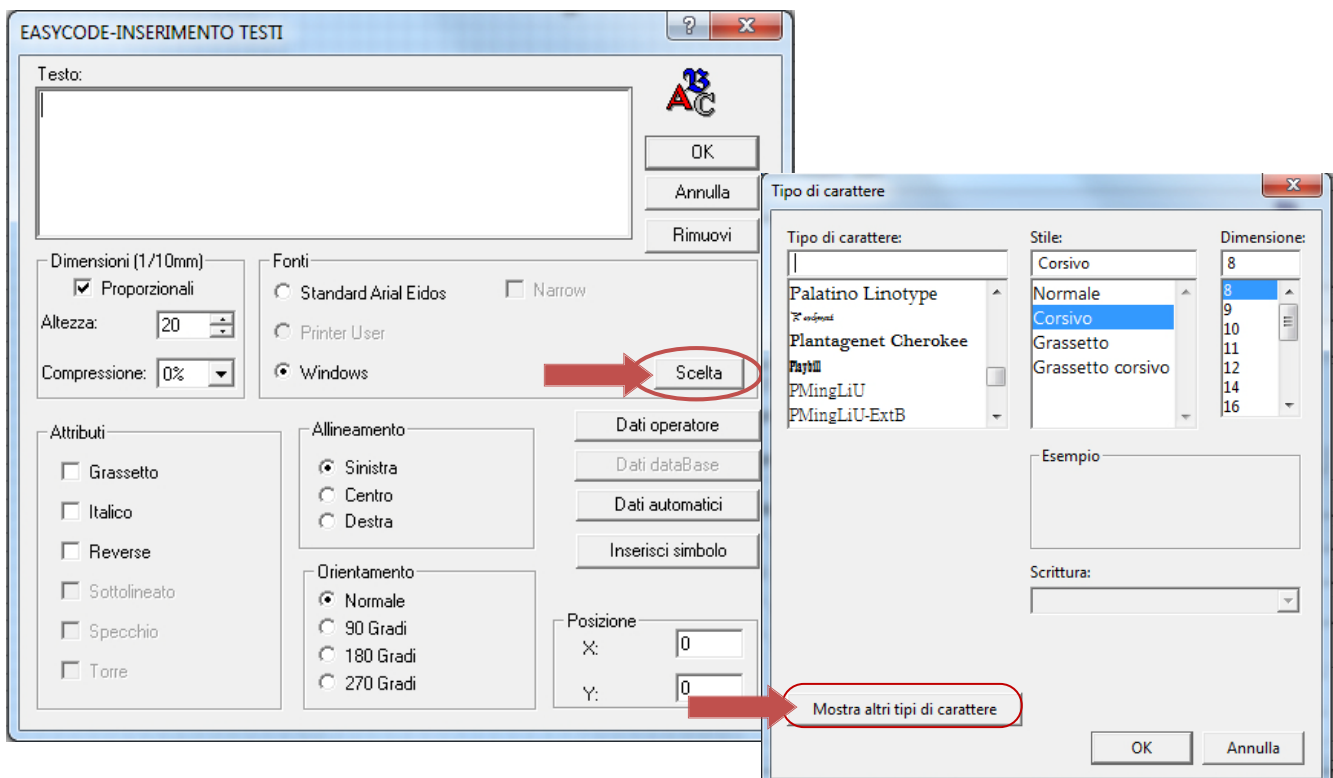 EASYCODE-INSERIMENTO TESTI
Testo:
ABC
OK
Annulla
Rimuovi
Dimensioni (1/10mm)
Proporzionali
Altezza: 20
Compressione: 0%
Fonti
Standard Arial Eidos
Narrow
Printer User
Windows
Scelta
Attributi
Grassetto
Italico
Reverse
Sottolineato
Specchio
Torre
Allineamento
Sinistra
Centro
Destra
Orientamento
Normale
90 Gradi
180 Gradi
270 Gradi
Dati operatore
Dati dataBase
Dati automatici
Inserisci simbolo
Posizione
X: 0
Y: 0
Tipo di carattere
Tipo di carattere:
Palatino Linotype
Plantagenet Cherokee
Playbill
PMingLiU
PMingLiU-ExtB
Stile:
Corsivo
Normale
Corsivo
Grassetto
Grassetto corsivo
Dimensione:
8
8
9
10
11
12
14
16
Esempio
Scrittura:
Mostra altri tipi di carattere
OK
Annulla